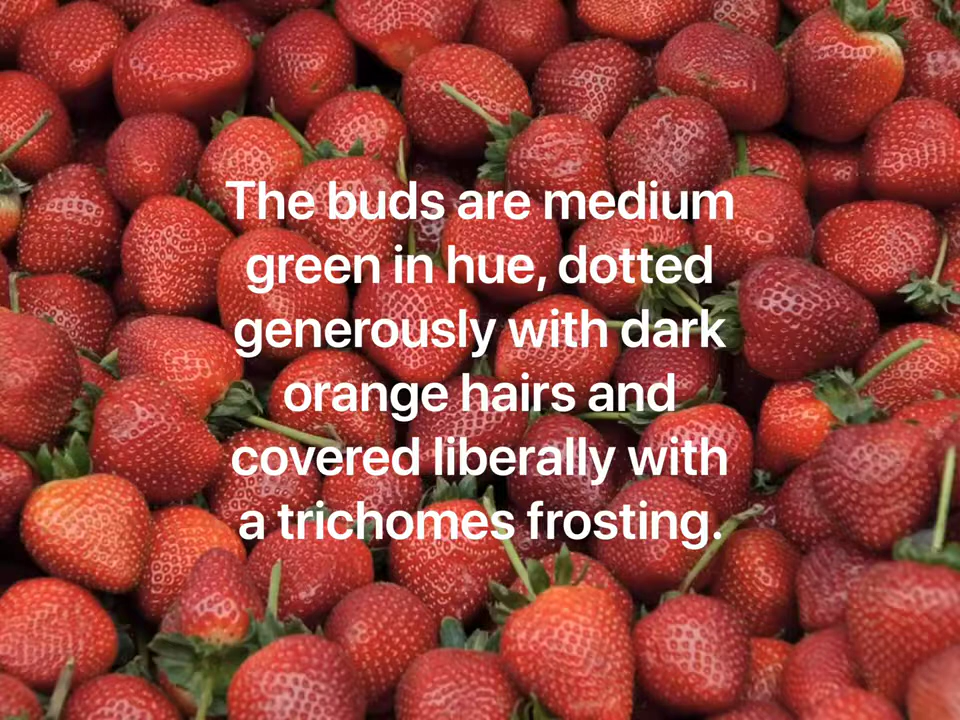 The buds are medium
green in hue, dotted
generously with dark
orange hairs and
covered liberally with
a trichomes frosting.